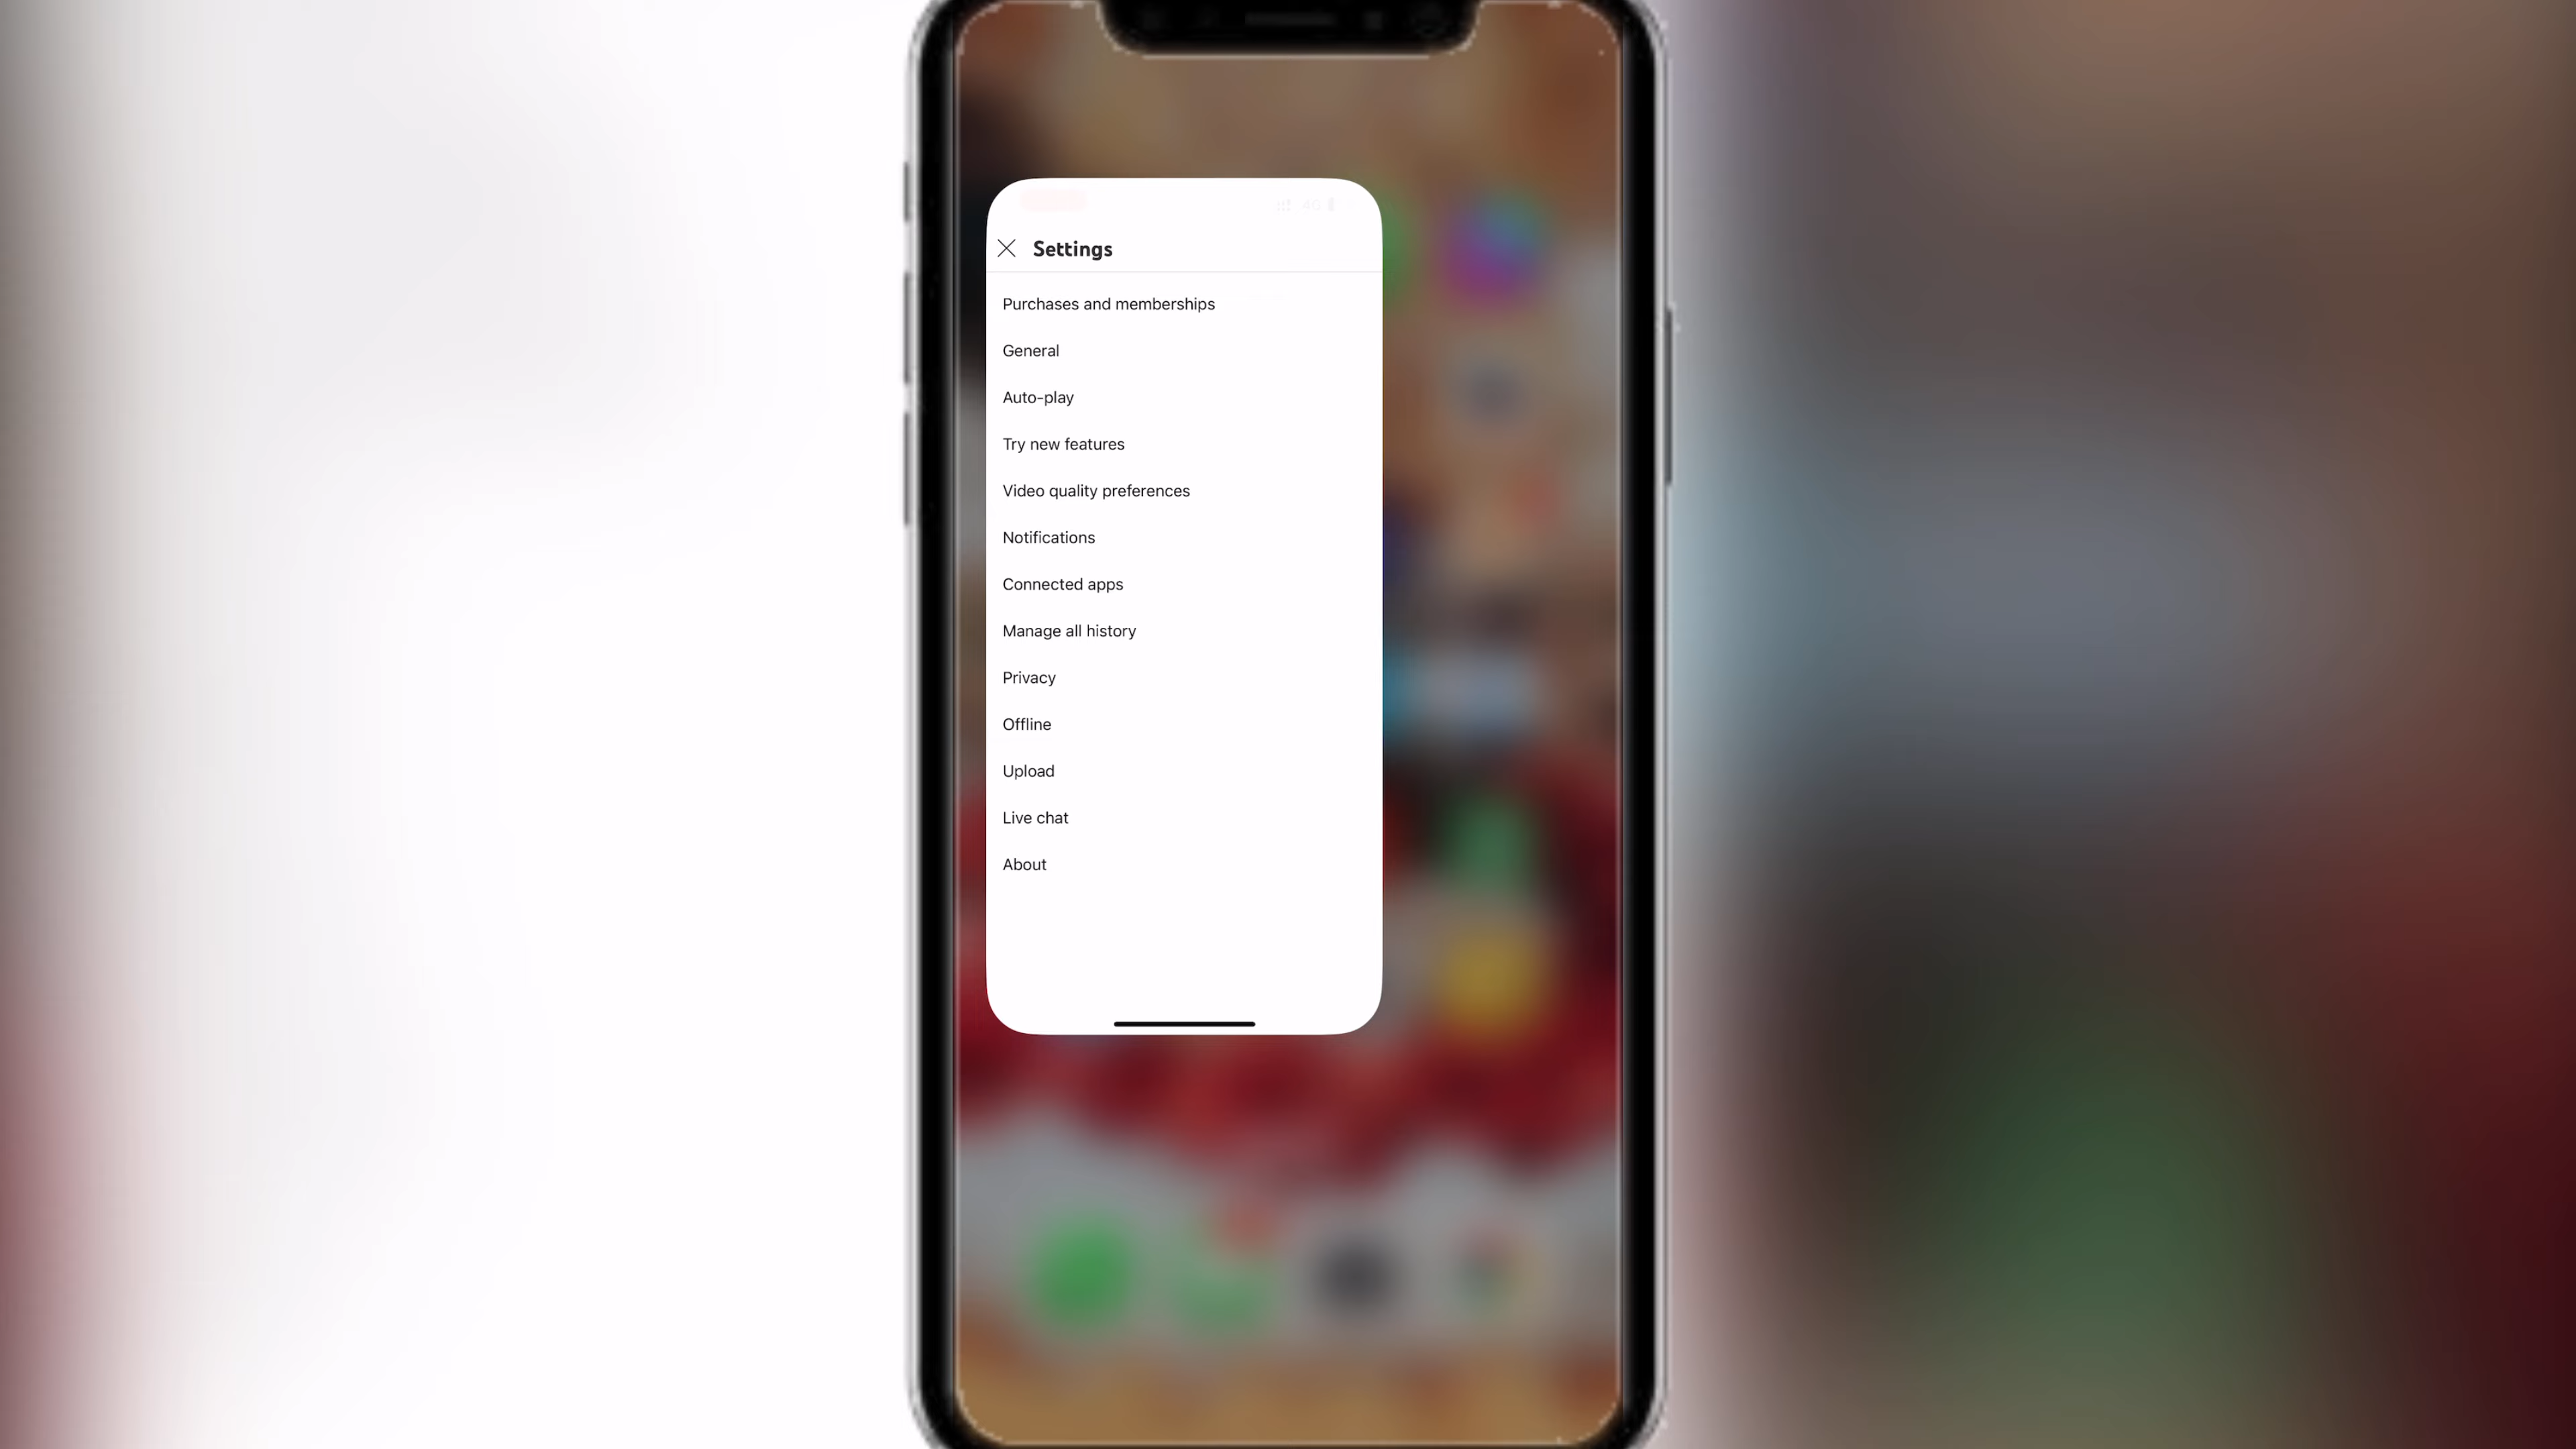 Settings
Purchases and memberships
General
Auto-play
Try new features
Video quality preferences
Notifications
Connected apps
Manage all history
Privacy
Offline
Upload
Live chat
About